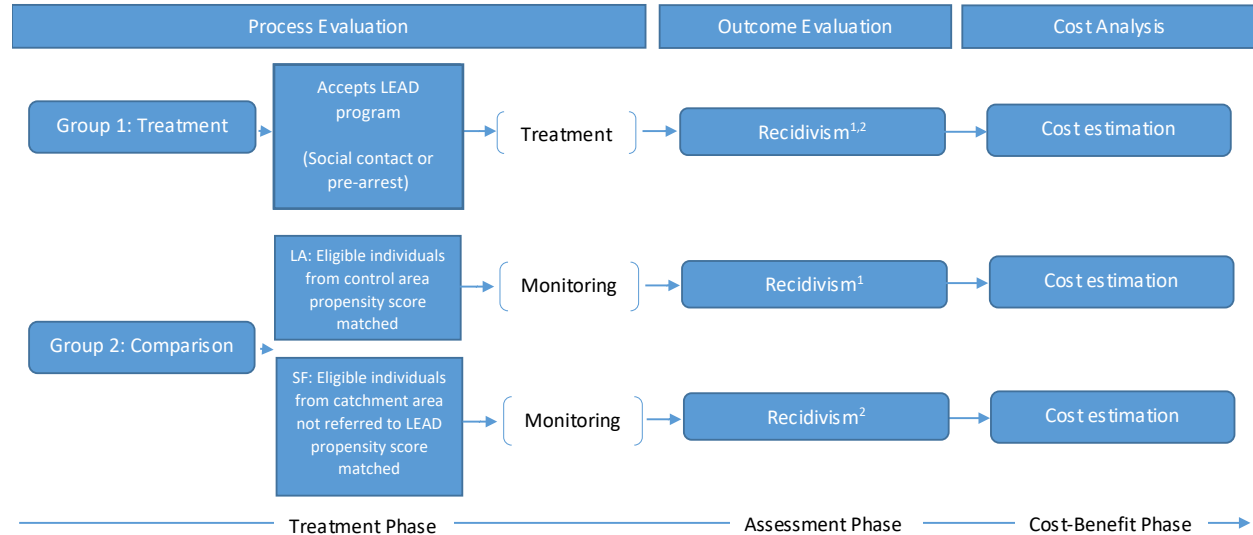 Process Evaluation
Outcome Evaluation
Cost Analysis
Group 1: Treatment
Accepts LEAD
program
(Social contact or
pre-arrest)
Treatment
Recidivism1,2
Cost estimation
Group 2: Comparison
LA: Eligible individuals
from control area
propensity score
matched
Monitoring
Recidivism1
Cost estimation
SF: Eligible individuals
from catchment area
not referred to LEAD
propensity score
matched
Monitoring
Recidivism2
Cost estimation
Treatment Phase
Assessment Phase
Cost-Benefit Phase